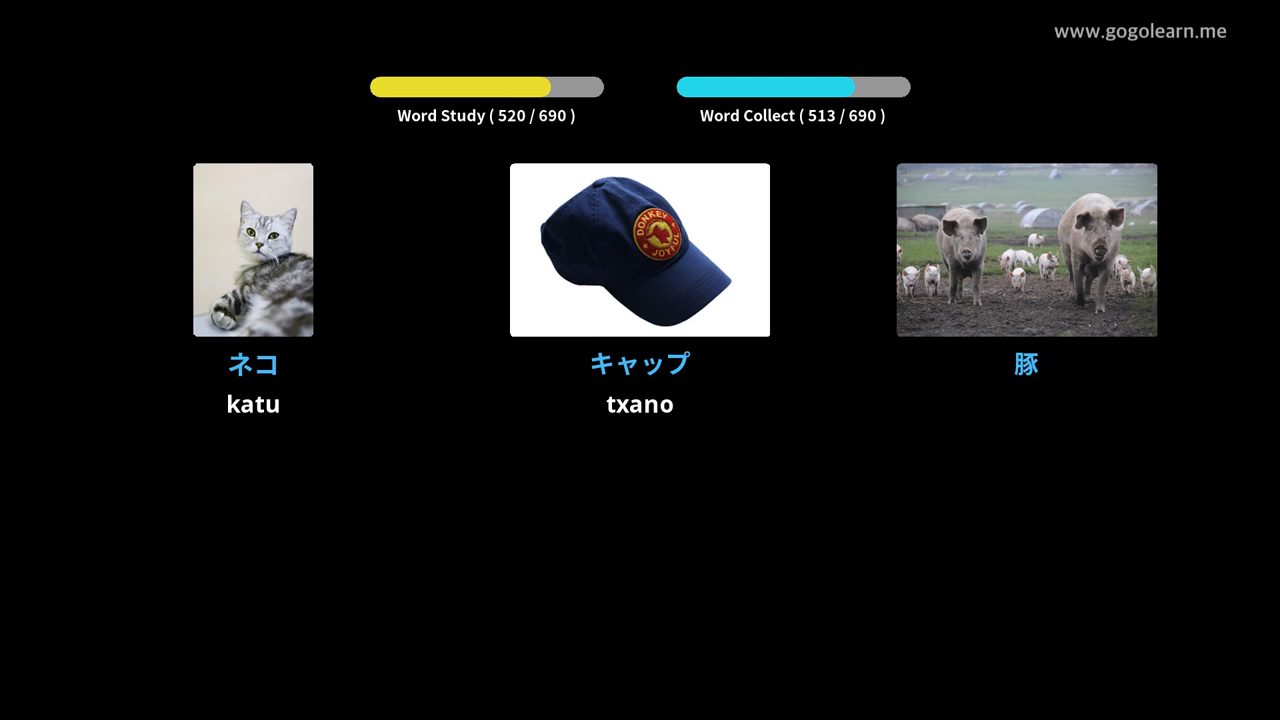 www.gogolearn.me
Word Study ( 520 / 690 )
Word Collect ( 513 / 690 )
DONKEY
JOYFUL
ネコ
キャップ
豚
katu
txano